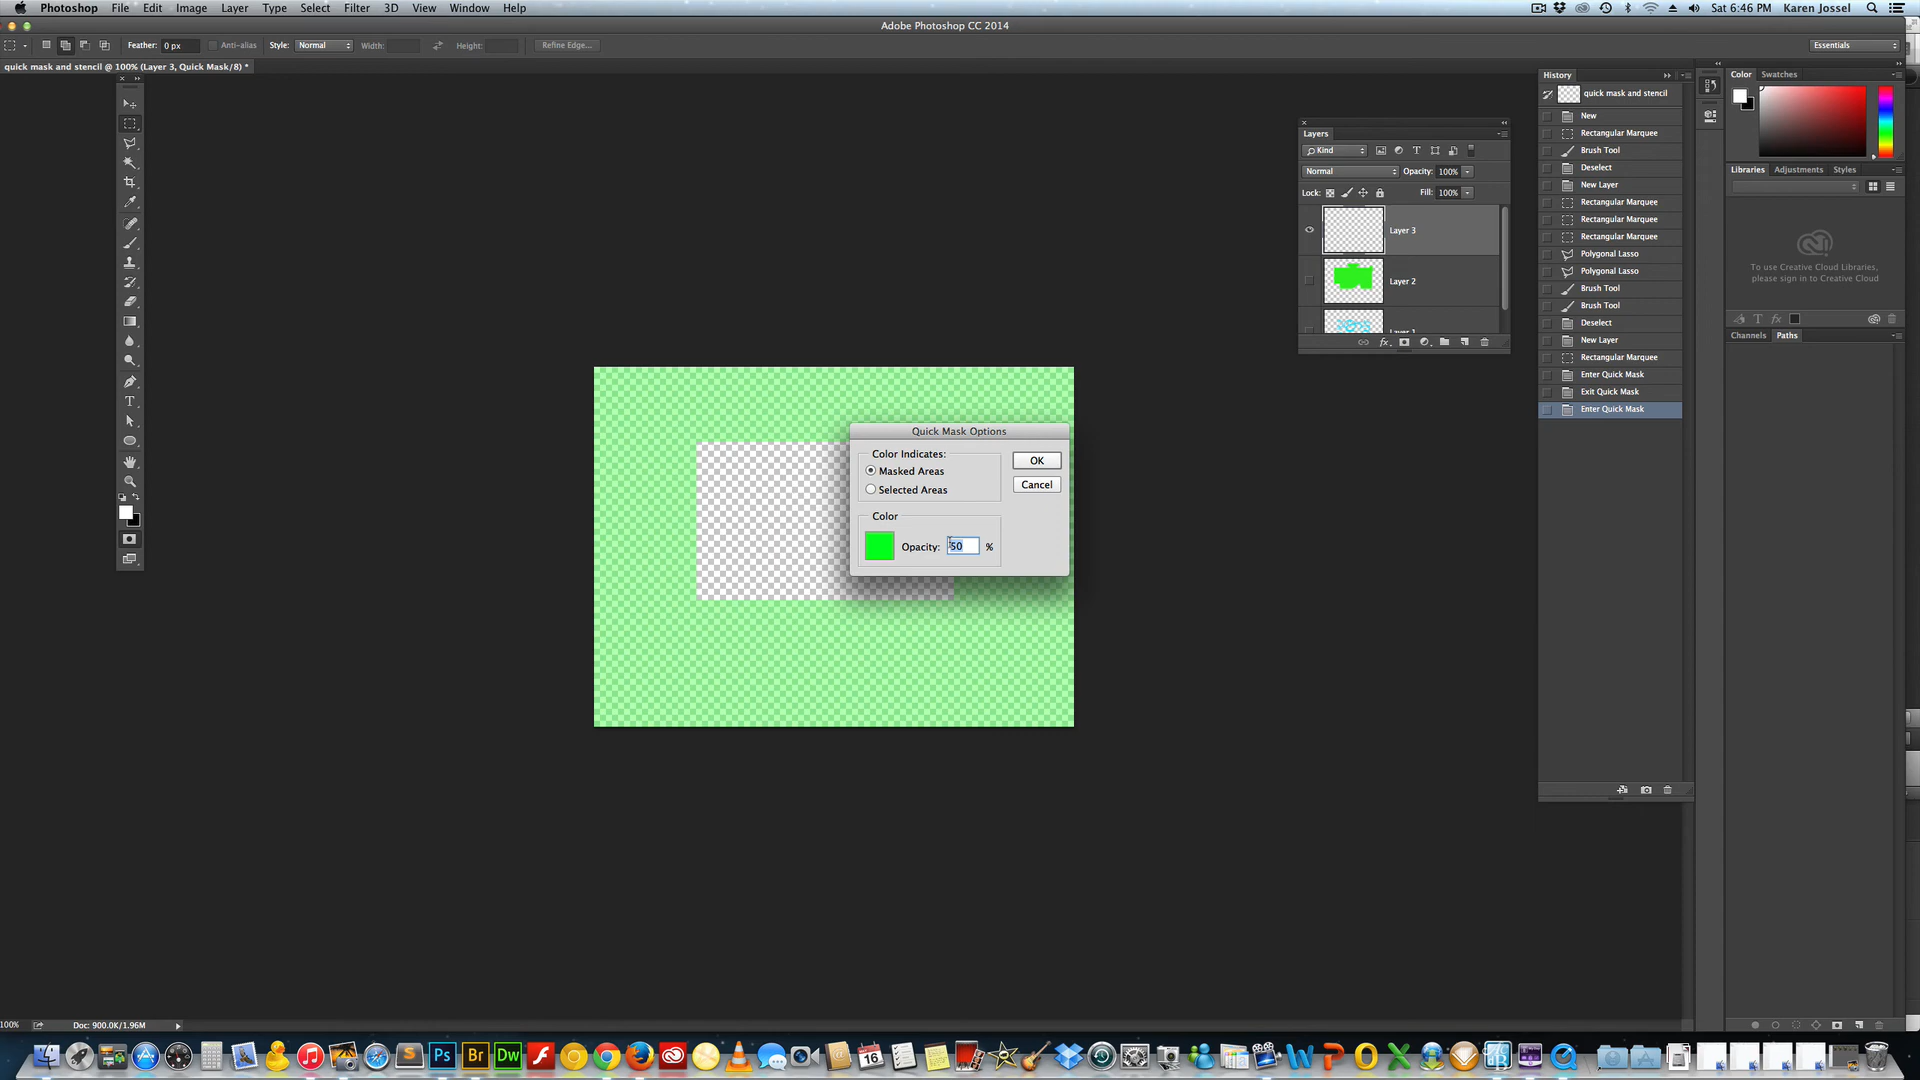 Photoshop File Edit Image Layer Type Select Filter 3D View Window Help
Sat 6:46 PM Karen Jossel
Adobe Photoshop CC 2014
Feather: 0 px Anti-alias Style: Normal Width: Height: Refine Edge... Essentials
quick mask and stencil @ 100% (Layer 3, Quick Mask/8) *
History
quick mask and stencil
New
Rectangular Marquee
Brush Tool
Deselect
New Layer
Rectangular Marquee
Rectangular Marquee
Rectangular Marquee
Polygonal Lasso
Polygonal Lasso
Brush Tool
Brush Tool
Deselect
New Layer
Rectangular Marquee
Enter Quick Mask
Exit Quick Mask
Enter Quick Mask
Color Swatches
Libraries Adjustments Styles
To use Creative Cloud Libraries,
please sign in to Creative Cloud
Channels Paths
Layers
Kind
Normal Opacity: 100%
Lock: Fill: 100%
Layer 3
Layer 2
Layer 1
Quick Mask Options
Color Indicates:
Masked Areas
Selected Areas
OK
Cancel
Color
Opacity: 50 %
100% Doc: 900.0K/1.96M
Ps Br Dw
16